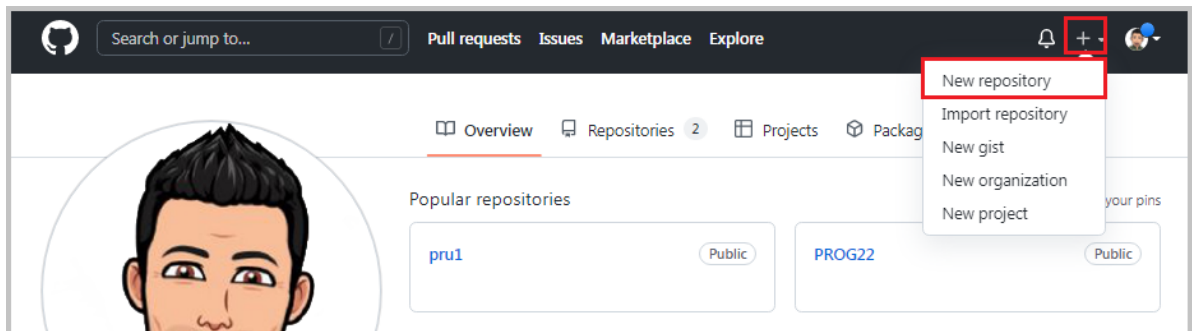 Search or jump to... / Pull requests Issues Marketplace Explore
New repository
Import repository
New gist
New organization
New project
Overview Repositories 2 Projects Packag
Popular repositories your pins
pru1 Public PROG22 Public